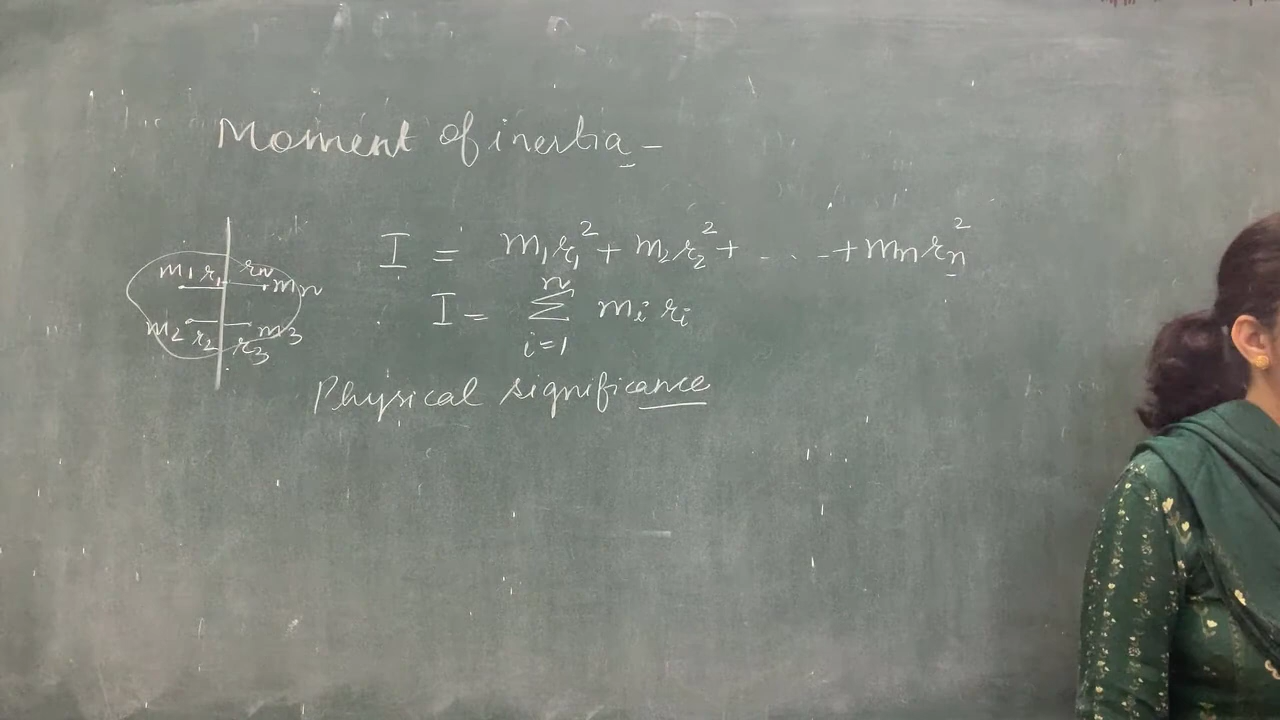 Moment of inertia -
I = m₁r₁² + m₂r₂² + . . . - + mₙrₙ²
m₁ r₁ rₙ mₙ
I = ∑ⁿᵢ₌₁ mᵢ rᵢ
m₂ r₂ r₃ m₃
Physical significance